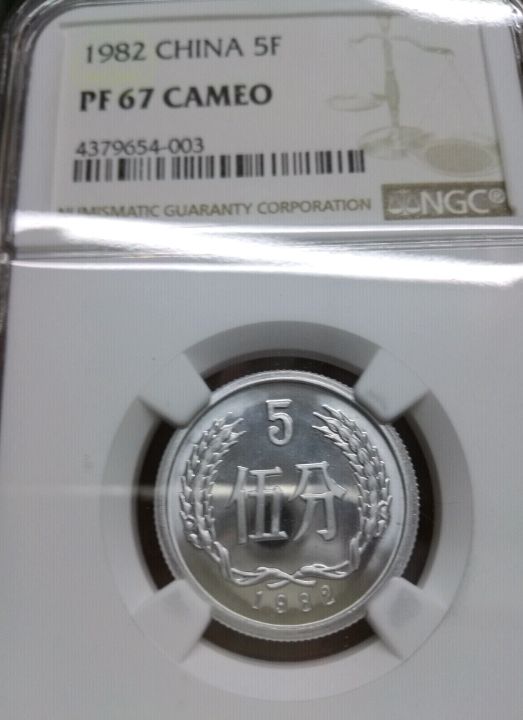 1982 CHINA 5F
PF 67 CAMEO
4379654-003
NUMISMATIC GUARANTY CORPORATION
NGC®
5
伍分
1982